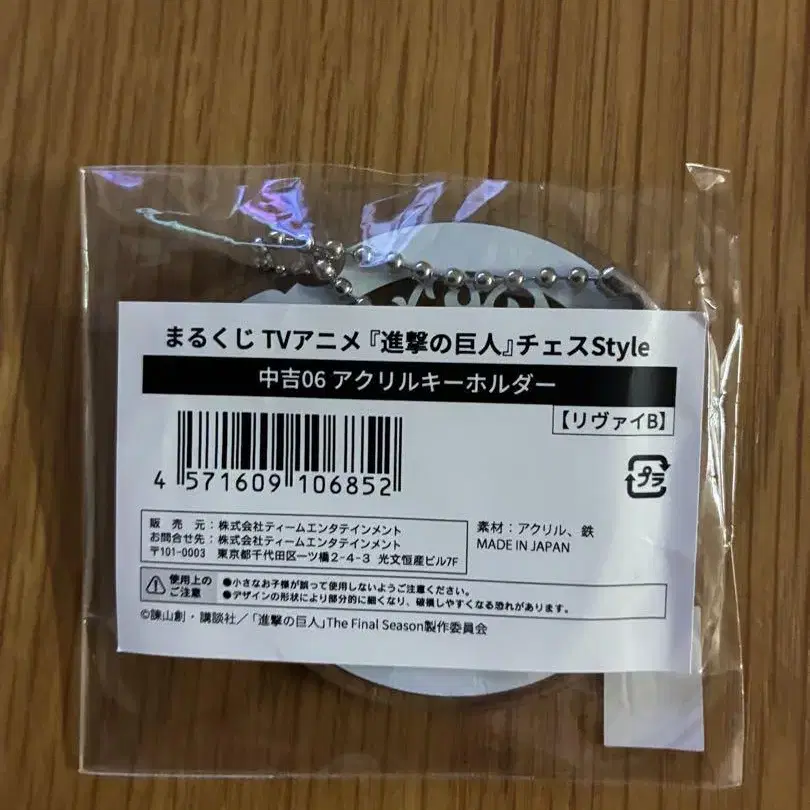 まるくじ TVアニメ『進撃の巨人』チェスStyle
中吉06 アクリルキーホルダー
【リヴァイB】
4 571609 106852
プラ
販売元：株式会社ティームエンタテインメント
お問合せ先：株式会社ティームエンタテインメント
〒101-0003 東京都千代田区一ツ橋2-4-3 光文恒産ビル7F
素材：アクリル、鉄
MADE IN JAPAN
使用上の
ご注意
●小さなお子様が誤って使用しないようご注意ください。
●デザインの形状により部分的に細くなり、破損しやすくなる恐れがあります。
©諫山創・講談社／「進撃の巨人」The Final Season製作委員会